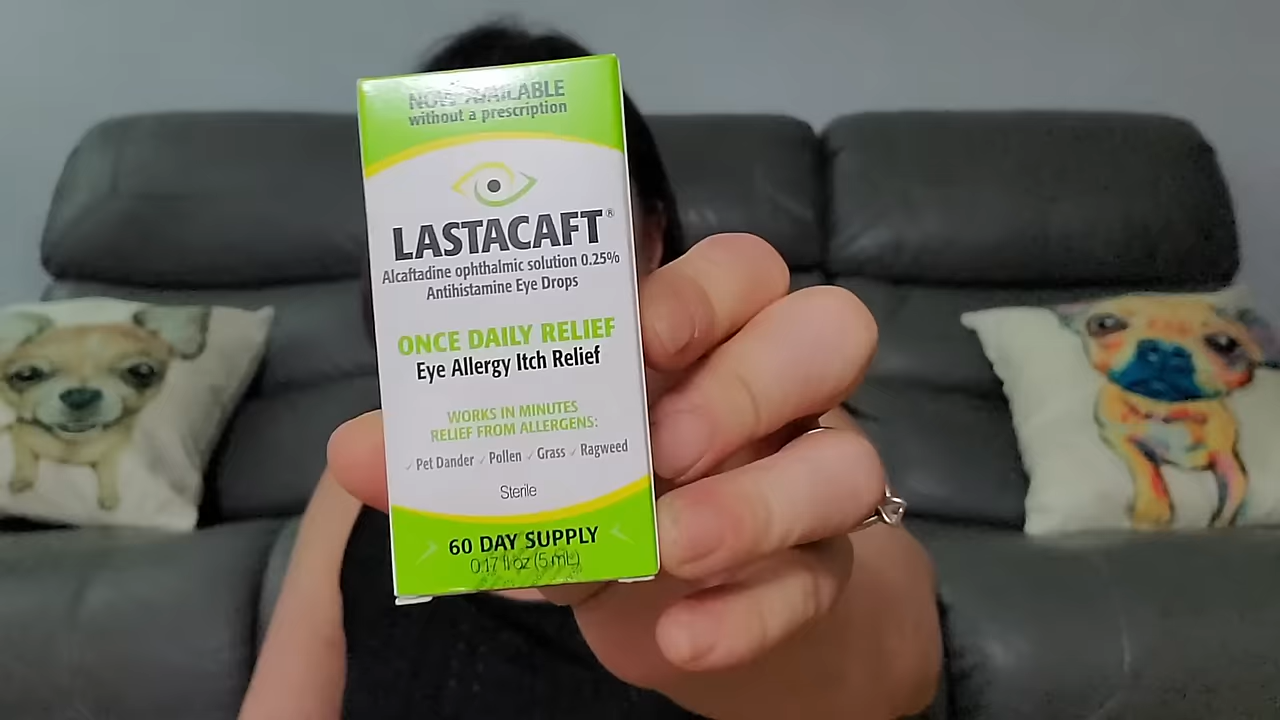 NOW AVAILABLE
without a prescription
LASTACAFT®
Alcaftadine ophthalmic solution 0.25%
Antihistamine Eye Drops
ONCE DAILY RELIEF
Eye Allergy Itch Relief
WORKS IN MINUTES
RELIEF FROM ALLERGENS:
✓ Pet Dander ✓ Pollen ✓ Grass ✓ Ragweed
Sterile
60 DAY SUPPLY
0.17 fl oz (5 mL)